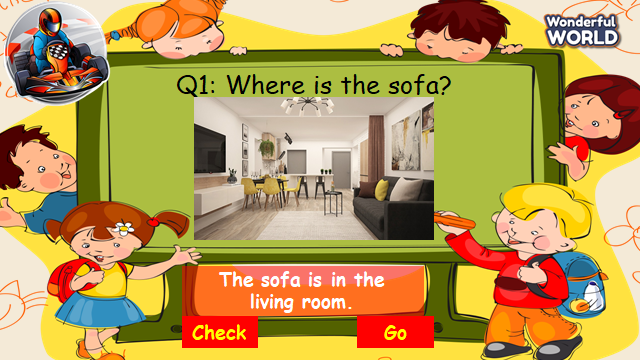 Wonderful
WORLD
Q1: Where is the sofa?
The sofa is in the
living room.
Check
Go